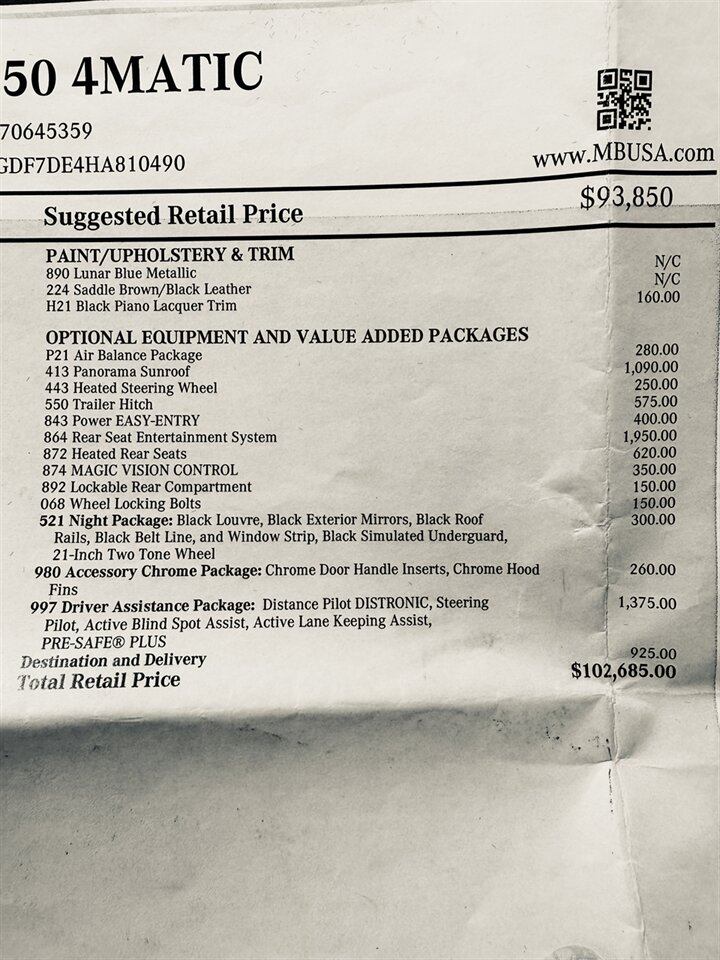 50 4MATIC
70645359
GDF7DE4HA810490
www.MBUSA.com
Suggested Retail Price $93,850
PAINT/UPHOLSTERY & TRIM
890 Lunar Blue Metallic N/C
224 Saddle Brown/Black Leather N/C
H21 Black Piano Lacquer Trim 160.00
OPTIONAL EQUIPMENT AND VALUE ADDED PACKAGES
P21 Air Balance Package 280.00
413 Panorama Sunroof 1,090.00
443 Heated Steering Wheel 250.00
550 Trailer Hitch 575.00
843 Power EASY-ENTRY 400.00
864 Rear Seat Entertainment System 1,950.00
872 Heated Rear Seats 620.00
874 MAGIC VISION CONTROL 350.00
892 Lockable Rear Compartment 150.00
068 Wheel Locking Bolts 150.00
521 Night Package: Black Louvre, Black Exterior Mirrors, Black Roof 300.00
Rails, Black Belt Line, and Window Strip, Black Simulated Underguard,
21-Inch Two Tone Wheel
980 Accessory Chrome Package: Chrome Door Handle Inserts, Chrome Hood 260.00
Fins
997 Driver Assistance Package: Distance Pilot DISTRONIC, Steering 1,375.00
Pilot, Active Blind Spot Assist, Active Lane Keeping Assist,
PRE-SAFE® PLUS
Destination and Delivery 925.00
Total Retail Price $102,685.00